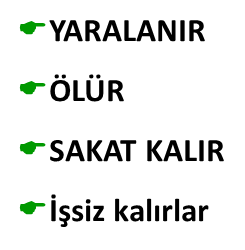 YARALANIR
ÖLÜR
SAKAT KALIR
İşsiz kalırlar